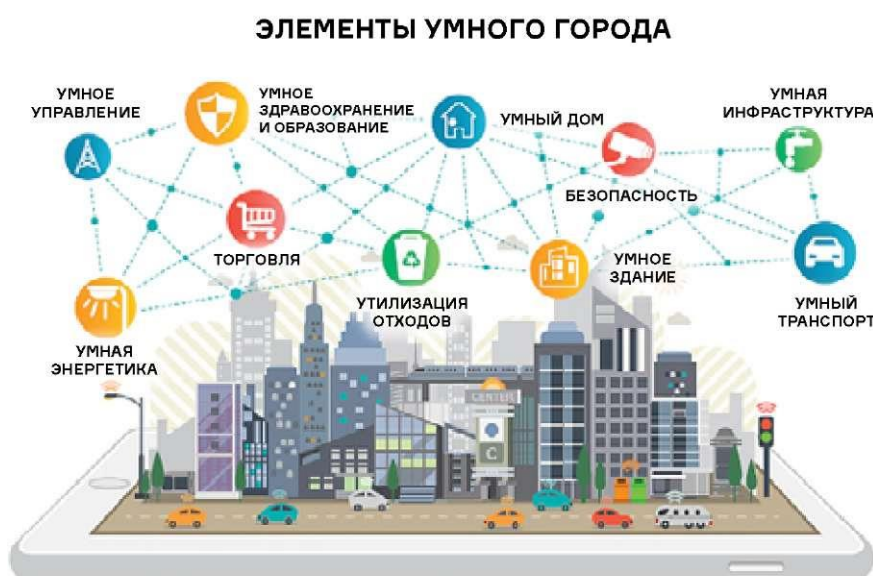 ЭЛЕМЕНТЫ УМНОГО ГОРОДА
УМНОЕ
УПРАВЛЕНИЕ
УМНОЕ
ЗДРАВООХРАНЕНИЕ
И ОБРАЗОВАНИЕ
УМНЫЙ ДОМ
УМНАЯ
ИНФРАСТРУКТУРА
БЕЗОПАСНОСТЬ
ТОРГОВЛЯ
УМНОЕ
ЗДАНИЕ
УТИЛИЗАЦИЯ
ОТХОДОВ
УМНЫЙ
ТРАНСПОРТ
УМНАЯ
ЭНЕРГЕТИКА
CENTER
C